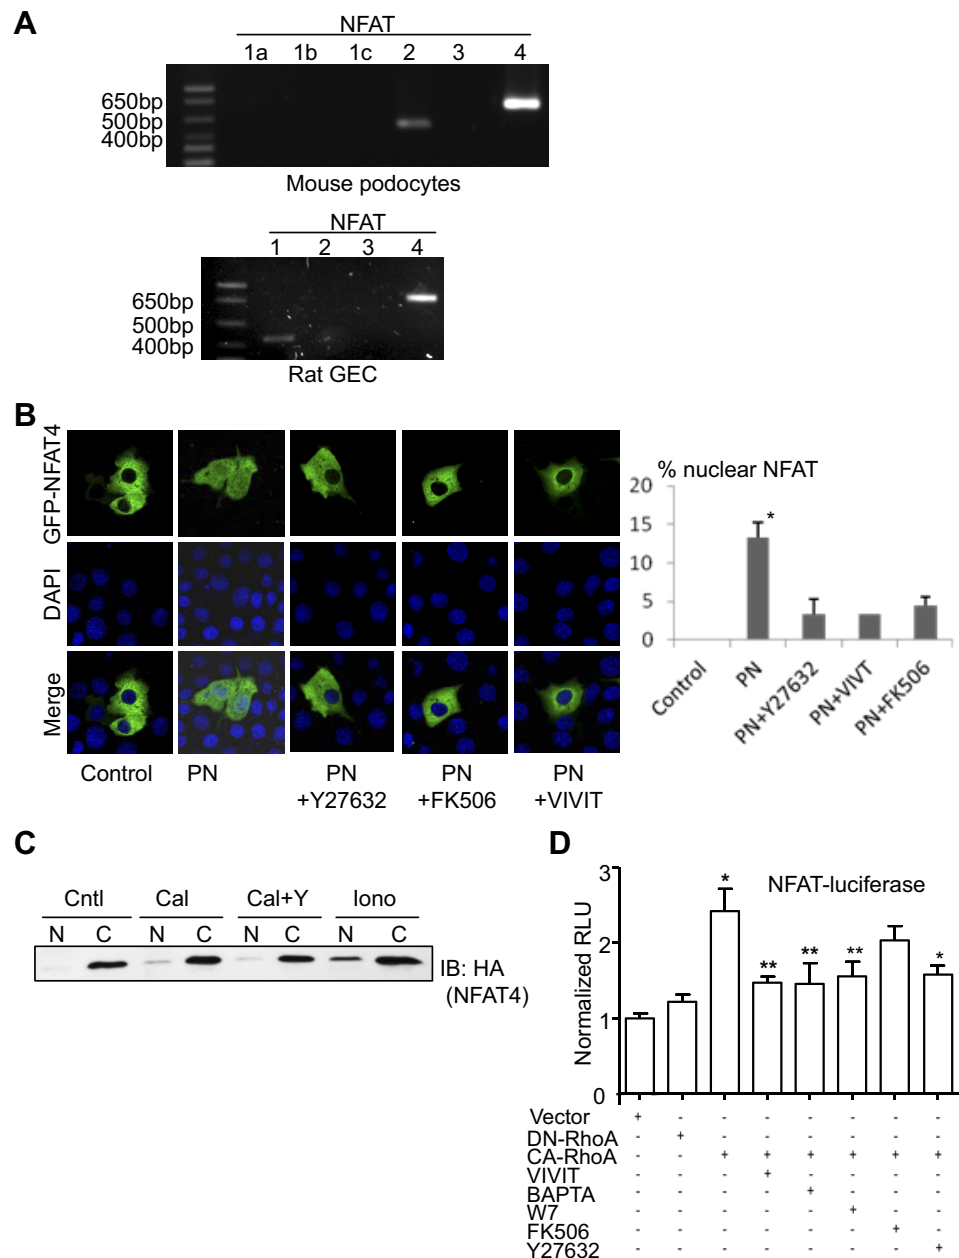 A
NFAT
1a 1b 1c 2 3 4
650bp
500bp
400bp
Mouse podocytes
NFAT
1 2 3 4
650bp
500bp
400bp
Rat GEC
B
GFP-NFAT4
DAPI
Merge
Control PN PN PN PN
+Y27632 +FK506 +VIVIT
% nuclear NFAT
20
15
10
5
0
*
Control
PN
PN+Y27632
PN+VIVT
PN+FK506
C
Cntl Cal Cal+Y Iono
N C N C N C N C
IB: HA
(NFAT4)
D
NFAT-luciferase
Normalized RLU
3
2
1
0
* ** ** ** *
Vector + - - - - - - -
DN-RhoA - + - - - - - -
CA-RhoA - - + + + + + +
VIVIT - - - + - - - -
BAPTA - - - - + - - -
W7 - - - - - + - -
FK506 - - - - - - + -
Y27632 - - - - - - - +